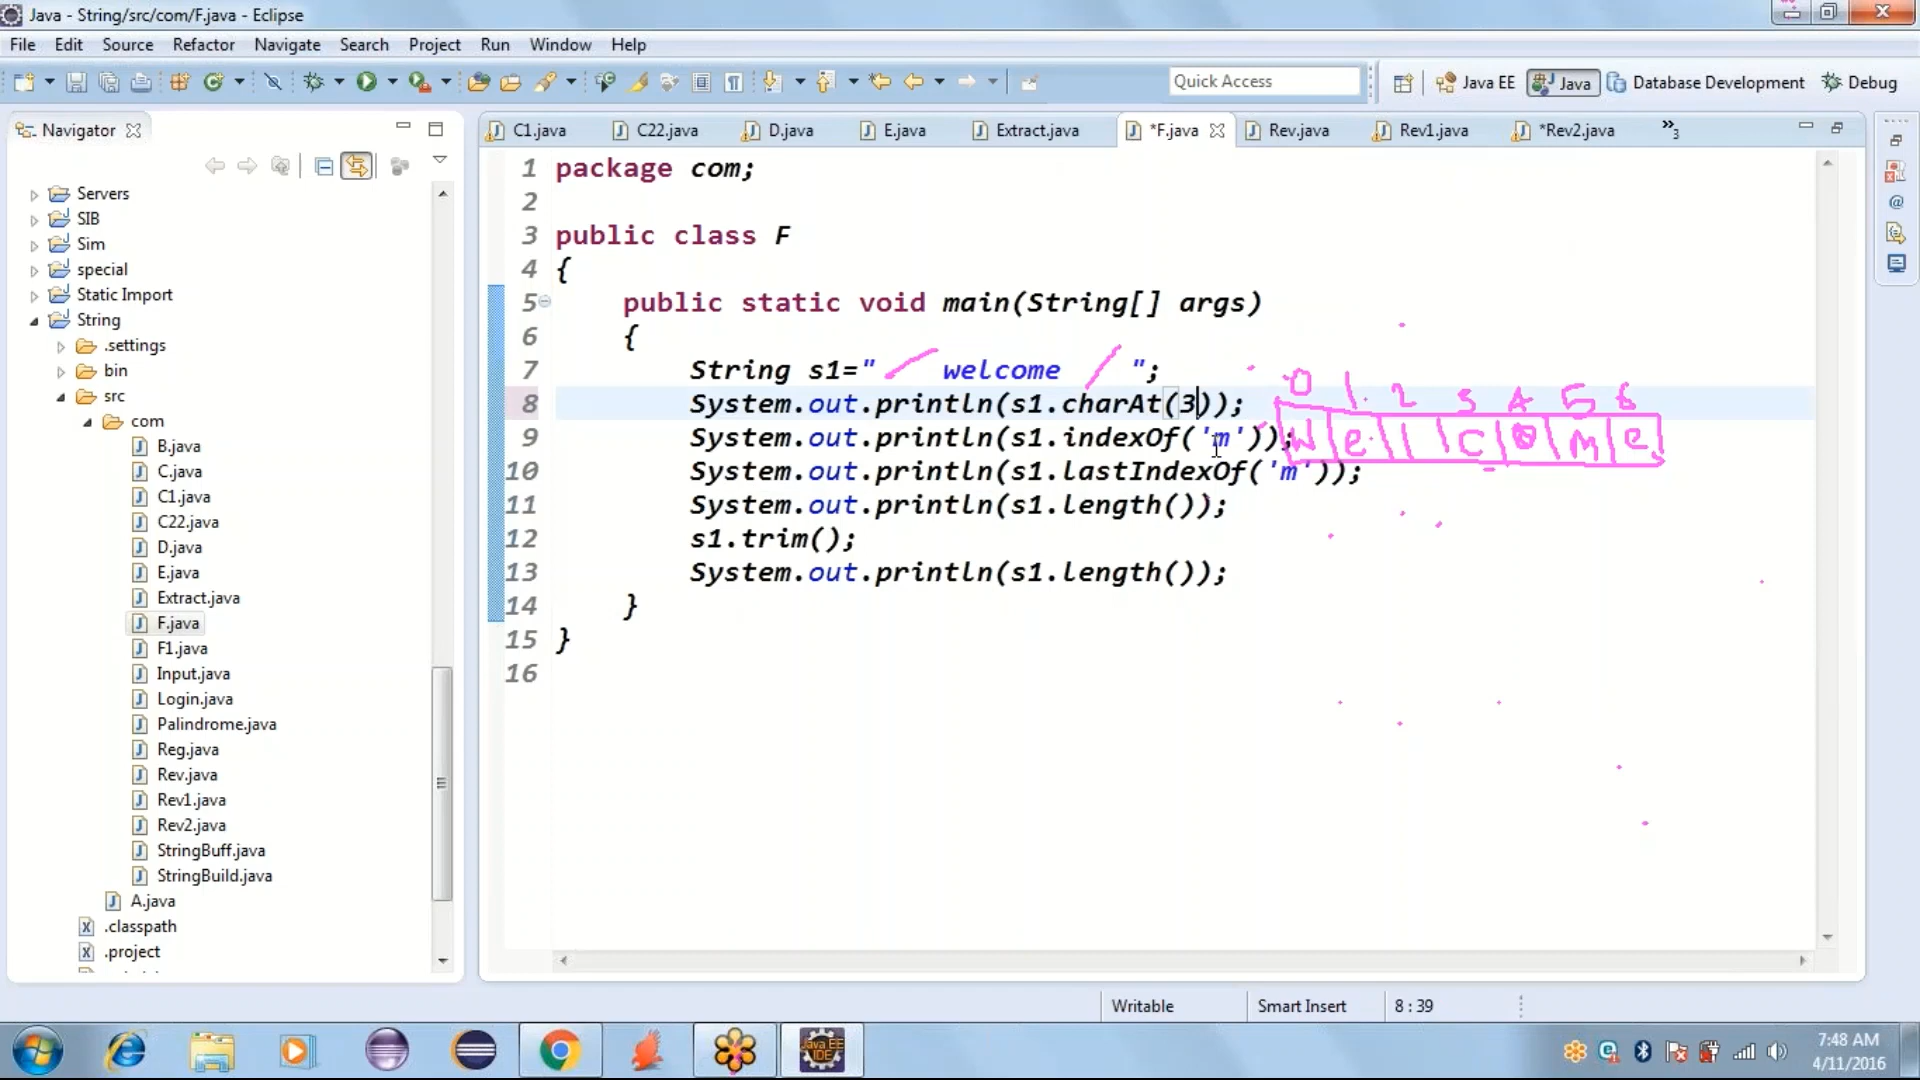 Java - String/src/com/F.java - Eclipse
File Edit Source Refactor Navigate Search Project Run Window Help
Quick Access Java EE Java Database Development Debug
Navigator
Servers
SIB
Sim
special
Static Import
String
.settings
bin
src
com
B.java
C.java
C1.java
C22.java
D.java
E.java
Extract.java
F.java
F1.java
Input.java
Login.java
Palindrome.java
Reg.java
Rev.java
Rev1.java
Rev2.java
StringBuff.java
StringBuild.java
A.java
.classpath
.project
C1.java C22.java D.java E.java Extract.java *F.java Rev.java Rev1.java *Rev2.java »3
1 package com;
2
3 public class F
4 {
5 public static void main(String[] args)
6 {
7 String s1=" welcome ";
8 System.out.println(s1.charAt(3));
9 System.out.println(s1.indexOf('m'));
10 System.out.println(s1.lastIndexOf('m'));
11 System.out.println(s1.length());
12 s1.trim();
13 System.out.println(s1.length());
14 }
15 }
16
0 1 2 3 4 5 6
W e l c o m e
Writable Smart Insert 8 : 39
Java EE
IDE
7:48 AM
4/11/2016